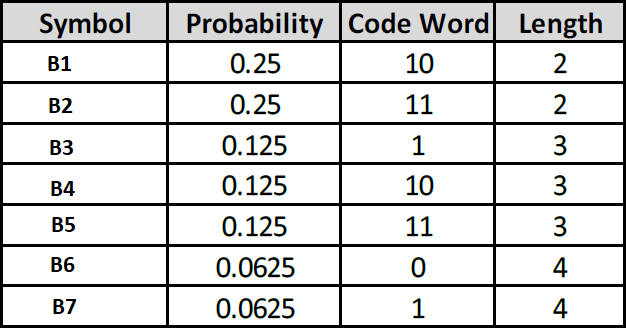 Symbol Probability Code Word Length
B1 0.25 10 2
B2 0.25 11 2
B3 0.125 1 3
B4 0.125 10 3
B5 0.125 11 3
B6 0.0625 0 4
B7 0.0625 1 4